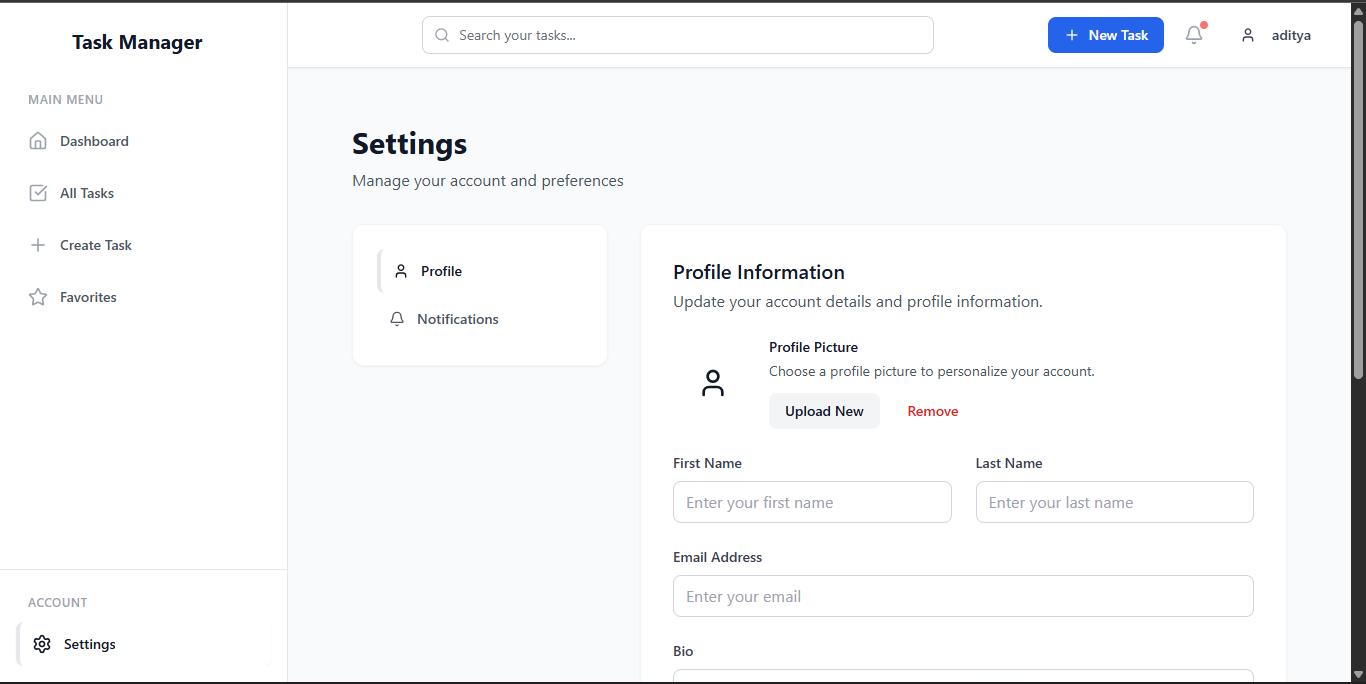 Task Manager
Search your tasks...
New Task
aditya
MAIN MENU
Dashboard
All Tasks
Create Task
Favorites
ACCOUNT
Settings
Settings
Manage your account and preferences
Profile
Notifications
Profile Information
Update your account details and profile information.
Profile Picture
Choose a profile picture to personalize your account.
Upload New Remove
First Name Last Name
Enter your first name Enter your last name
Email Address
Enter your email
Bio